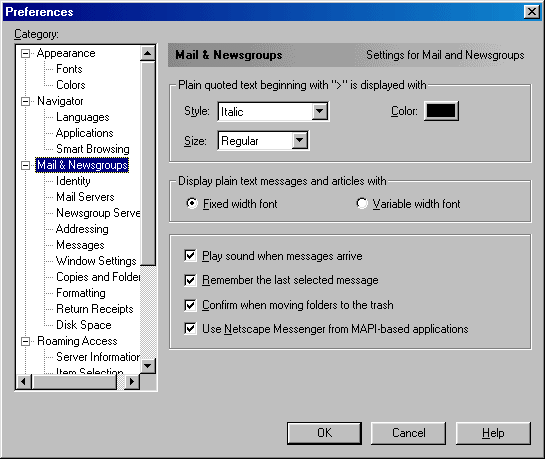 Preferences
Category:
Appearance
Fonts
Colors
Navigator
Languages
Applications
Smart Browsing
Mail & Newsgroups
Identity
Mail Servers
Newsgroup Serve
Addressing
Messages
Window Settings
Copies and Folder
Formatting
Return Receipts
Disk Space
Roaming Access
Server Information
Item Selection
Mail & Newsgroups Settings for Mail and Newsgroups
Plain quoted text beginning with ">" is displayed with
Style: Italic Color:
Size: Regular
Display plain text messages and articles with
Fixed width font Variable width font
Play sound when messages arrive
Remember the last selected message
Confirm when moving folders to the trash
Use Netscape Messenger from MAPI-based applications
OK Cancel Help